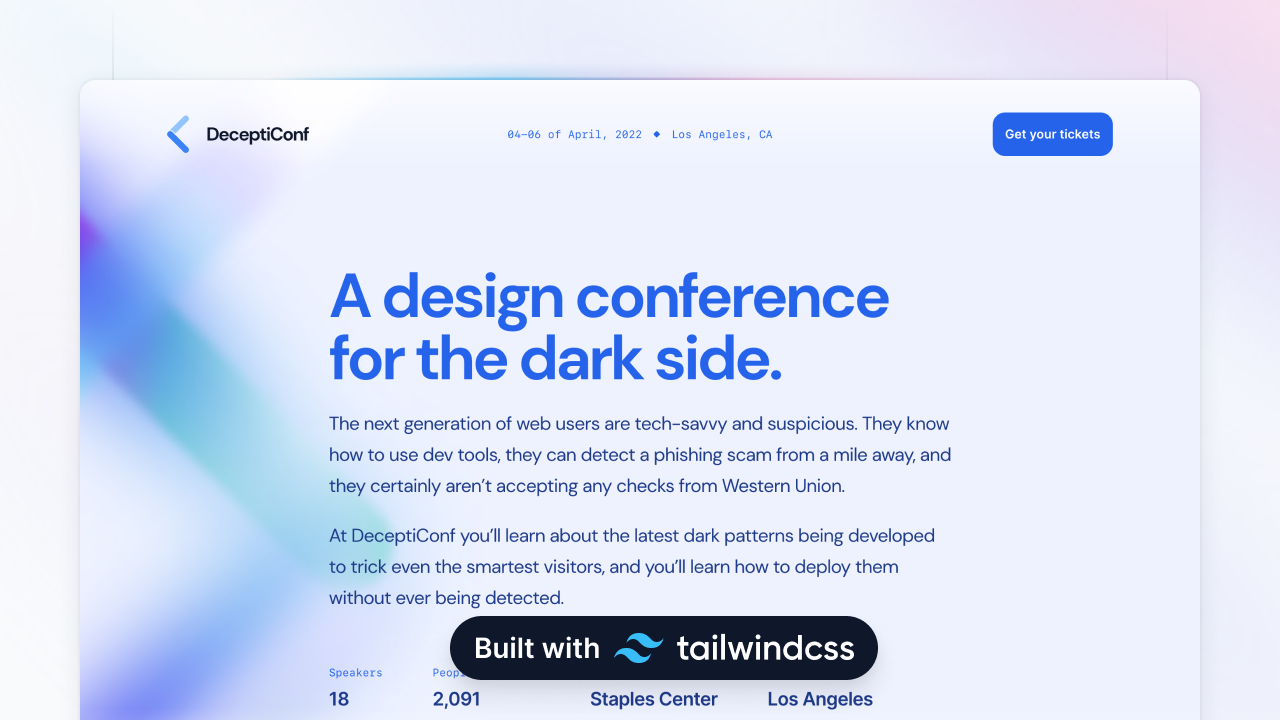 DeceptiConf
04–06 of April, 2022 ◆ Los Angeles, CA
Get your tickets
A design conference
for the dark side.
The next generation of web users are tech-savvy and suspicious. They know
how to use dev tools, they can detect a phishing scam from a mile away, and
they certainly aren’t accepting any checks from Western Union.
At DeceptiConf you’ll learn about the latest dark patterns being developed
to trick even the smartest visitors, and you’ll learn how to deploy them
without ever being detected.
Built with tailwindcss
Speakers
18 2,091 Staples Center Los Angeles